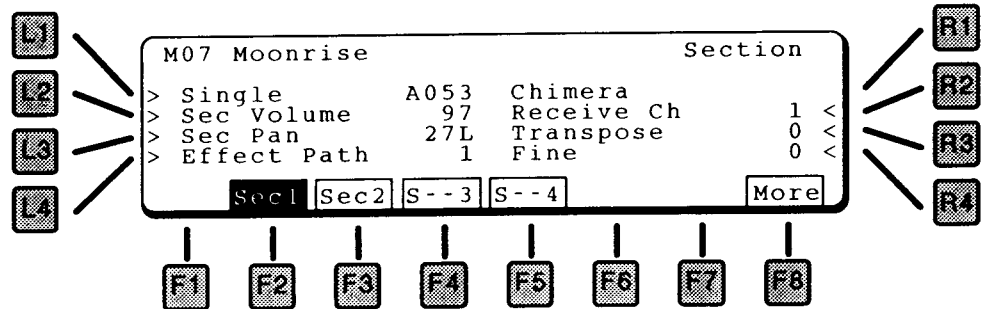 M07 Moonrise Section
> Single A053 Chimera
> Sec Volume 97 Receive Ch 1 <
> Sec Pan 27L Transpose 0 <
> Effect Path 1 Fine 0 <
Sec1 Sec2 S--3 S--4 More
L1
L2
L3
L4
R1
R2
R3
R4
F1 F2 F3 F4 F5 F6 F7 F8